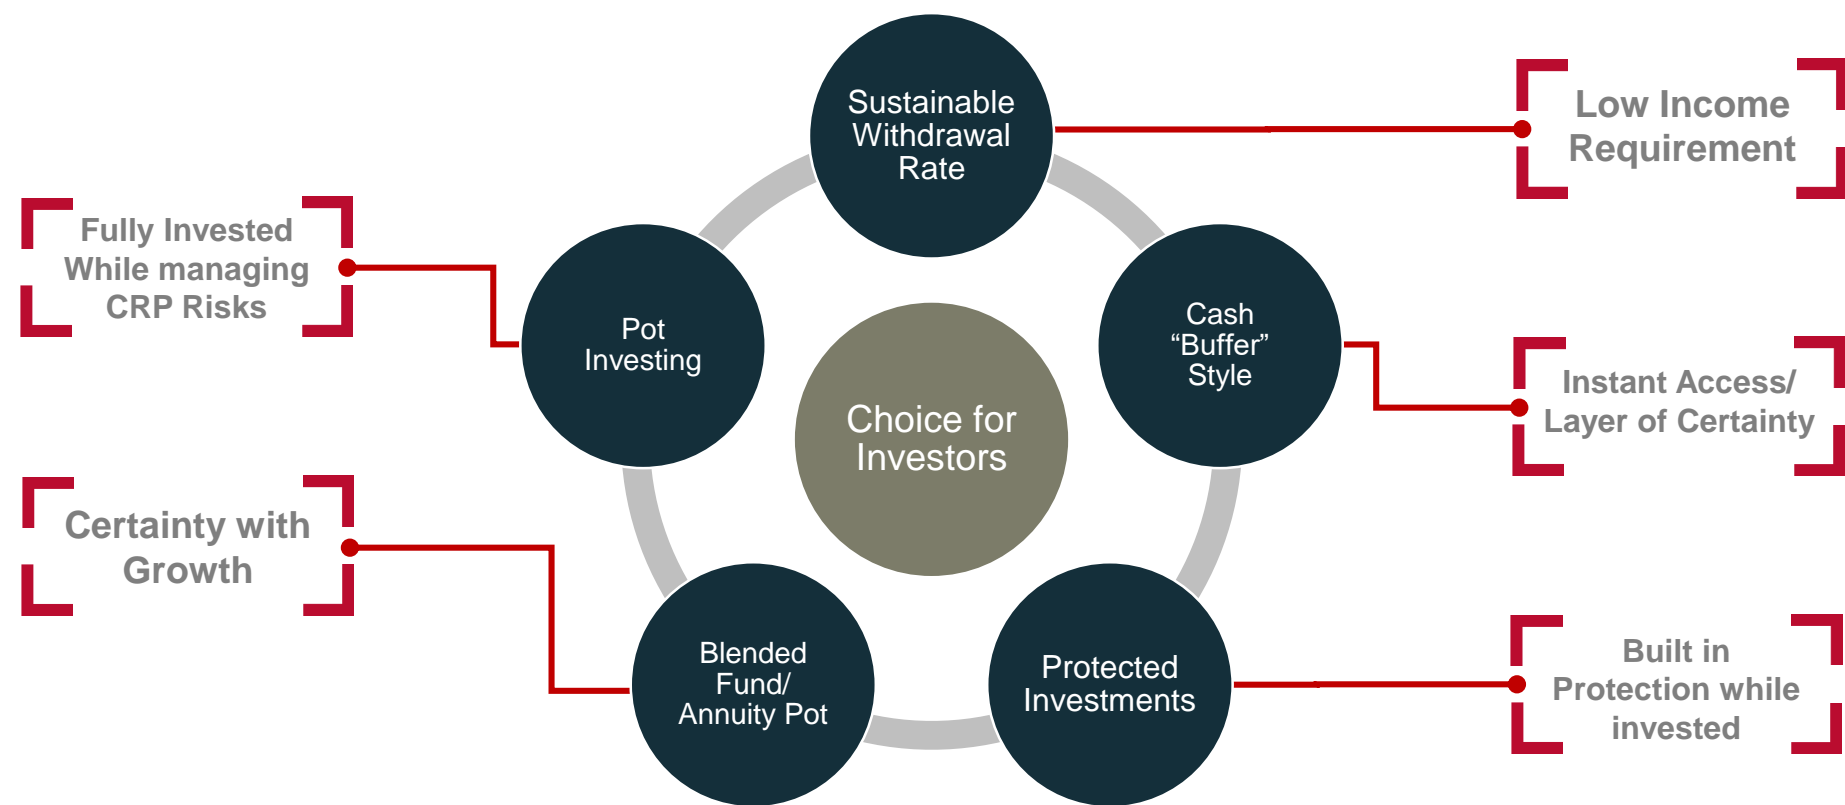 Sustainable
Withdrawal
Rate
Low Income
Requirement
Fully Invested
While managing
CRP Risks
Pot
Investing
Cash
“Buffer”
Style
Choice for
Investors
Instant Access/
Layer of Certainty
Certainty with
Growth
Blended
Fund/
Annuity Pot
Protected
Investments
Built in
Protection while
invested